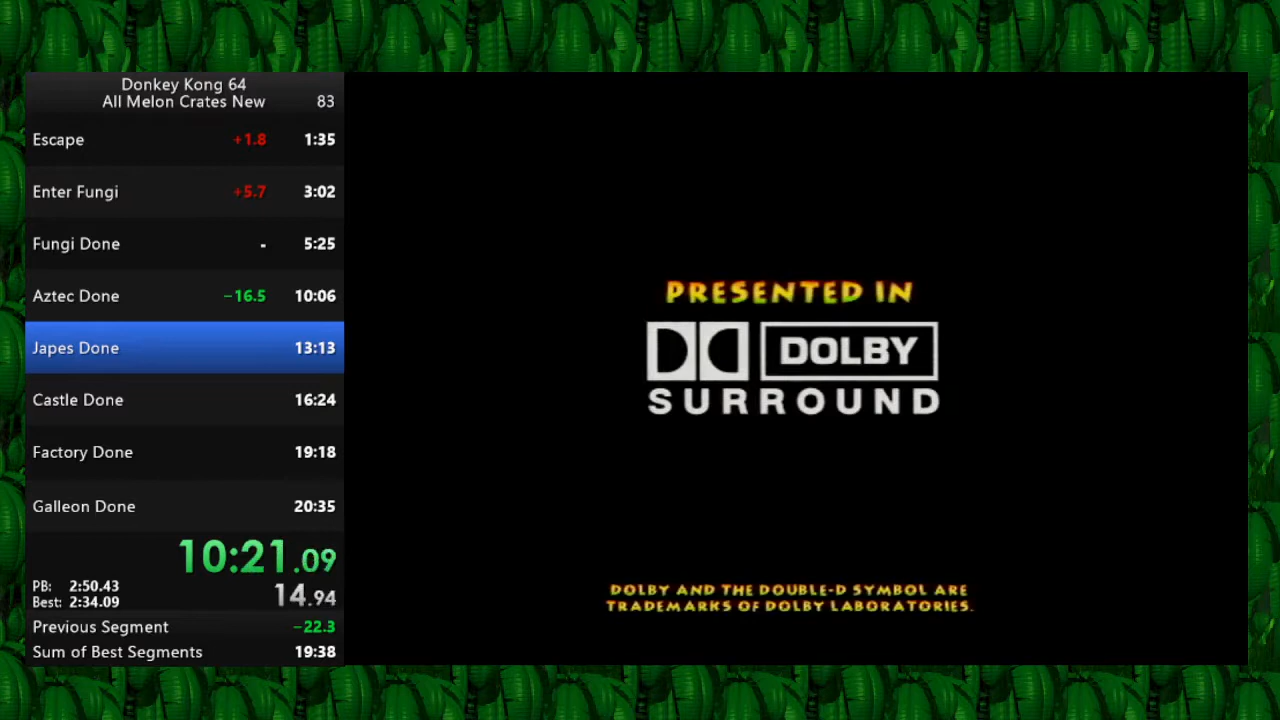 Donkey Kong 64
All Melon Crates New 83
Escape +1.8 1:35
Enter Fungi +5.7 3:02
Fungi Done - 5:25
Aztec Done −16.5 10:06
Japes Done 13:13
Castle Done 16:24
Factory Done 19:18
Galleon Done 20:35
10:21.09
PB: 2:50.43
Best: 2:34.09
14.94
Previous Segment −22.3
Sum of Best Segments 19:38
PRESENTED IN
DOLBY
SURROUND
DOLBY AND THE DOUBLE-D SYMBOL ARE
TRADEMARKS OF DOLBY LABORATORIES.